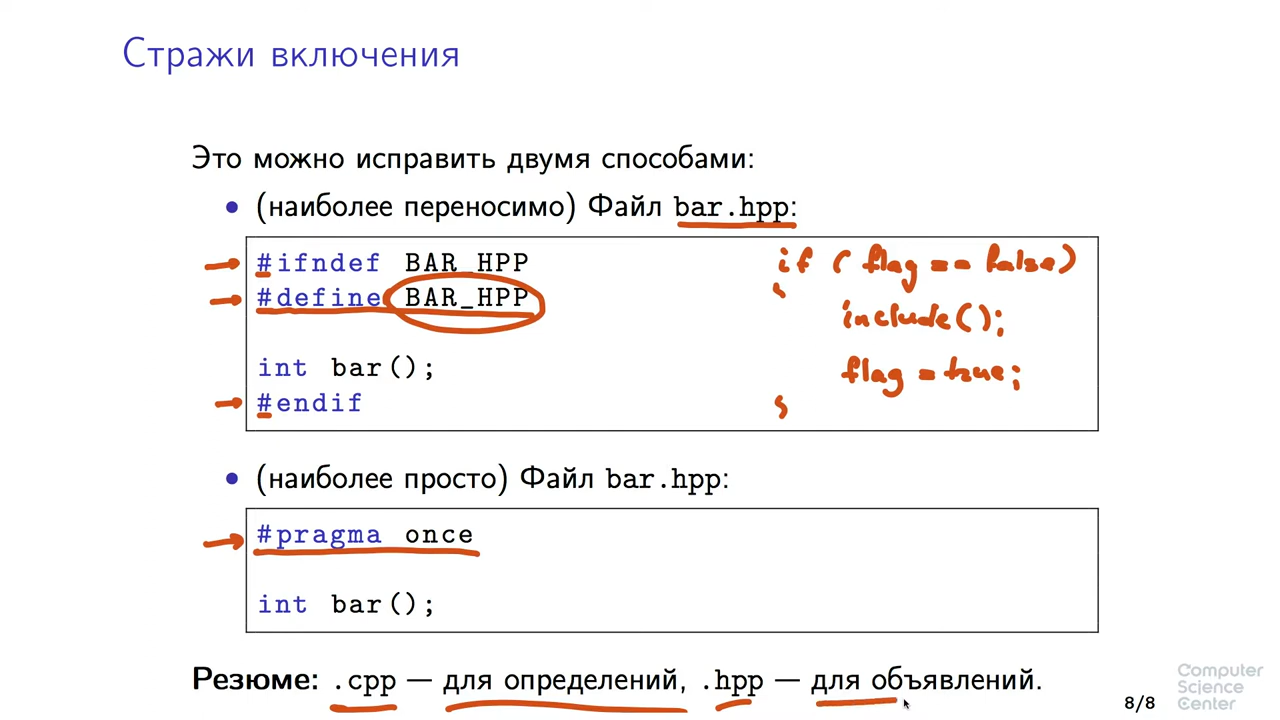 Стражи включения
Это можно исправить двумя способами:
• (наиболее переносимо) Файл bar.hpp:
#ifndef BAR_HPP
#define BAR_HPP
int bar();
#endif
if (flag == false)
{
include();
flag = true;
}
• (наиболее просто) Файл bar.hpp:
#pragma once
int bar();
Резюме: .cpp — для определений, .hpp — для объявлений.
8/8
Computer
Science
Center